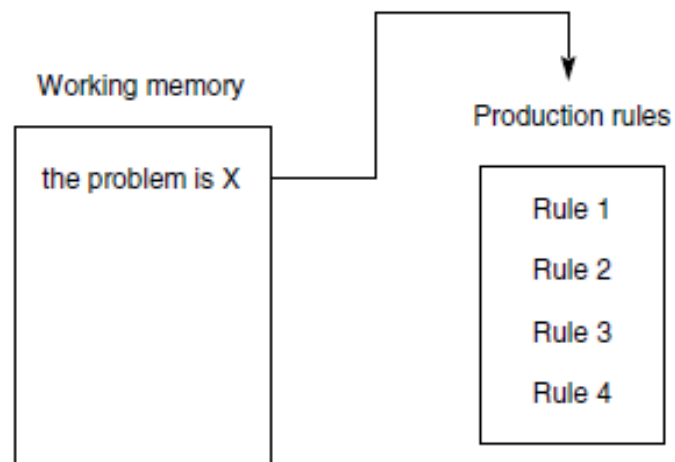 Working memory
the problem is X
Production rules
Rule 1
Rule 2
Rule 3
Rule 4